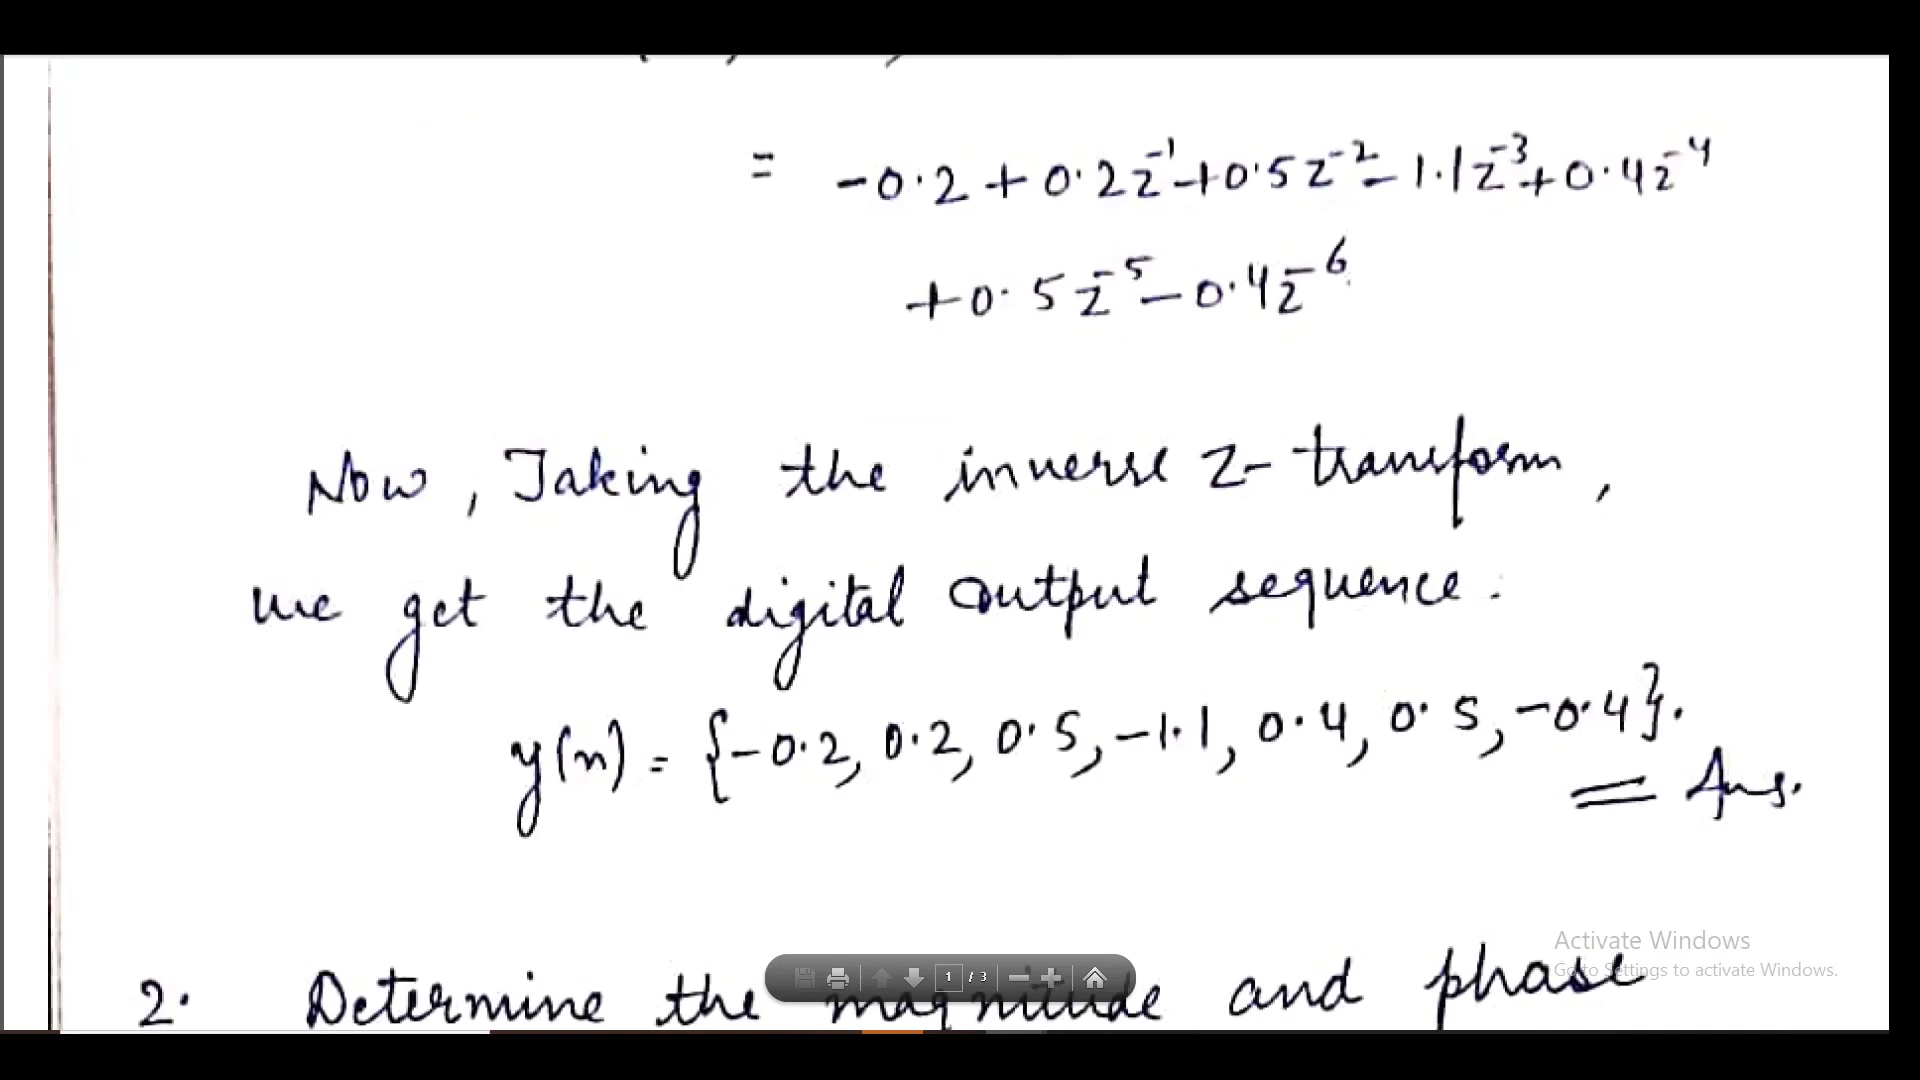 = -0.2 + 0.2z⁻¹ + 0.5z⁻² - 1.1z⁻³ + 0.4z⁻⁴
+ 0.5z⁻⁵ - 0.4z⁻⁶
Now, Taking the inverse z-transform,
we get the digital output sequence.
y(n) = {-0.2, 0.2, 0.5, -1.1, 0.4, 0.5, -0.4}.
= Ans.
Activate Windows
Go to Settings to activate Windows.
1 / 3
2. Determine the magnitude and phase